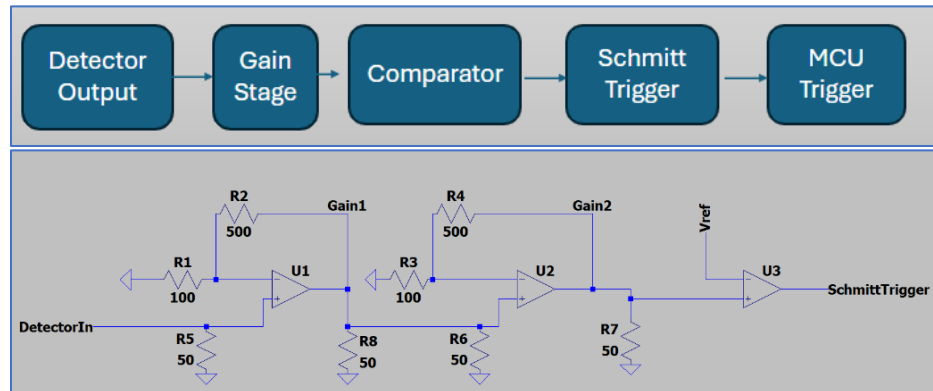 Detector
Output
Gain
Stage
Comparator
Schmitt
Trigger
MCU
Trigger
R2
500
Gain1
R4
500
Gain2
Vref
R1
100
U1
R3
100
U2
U3
SchmittTrigger
DetectorIn
R5
50
R8
50
R6
50
R7
50